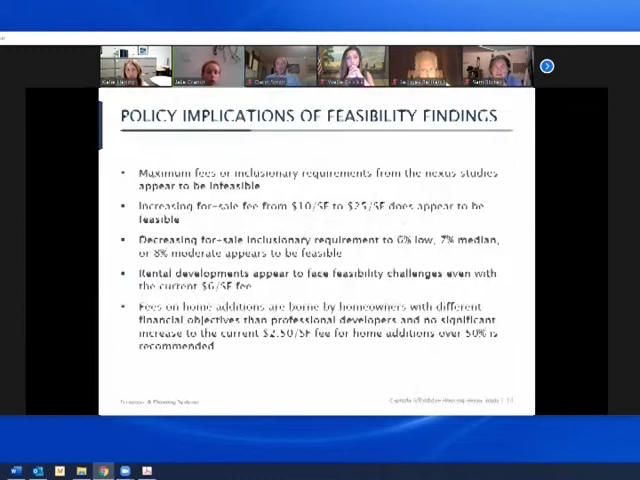 POLICY IMPLICATIONS OF FEASIBILITY FINDINGS
• Maximum fees or inclusionary requirements from the nexus studies
appear to be infeasible
• Increasing for-sale fee from $10/SF to $25/SF does appear to be
feasible
• Decreasing for-sale inclusionary requirement to 6% low, 7% median,
or 8% moderate appears to be feasible
• Rental developments appear to face feasibility challenges even with
the current $6/SF fee
• Fees on home additions are borne by homeowners with different
financial objectives than professional developers and no significant
increase to the current $2.50/SF fee for home additions over 50% is
recommended
& Planning Systems